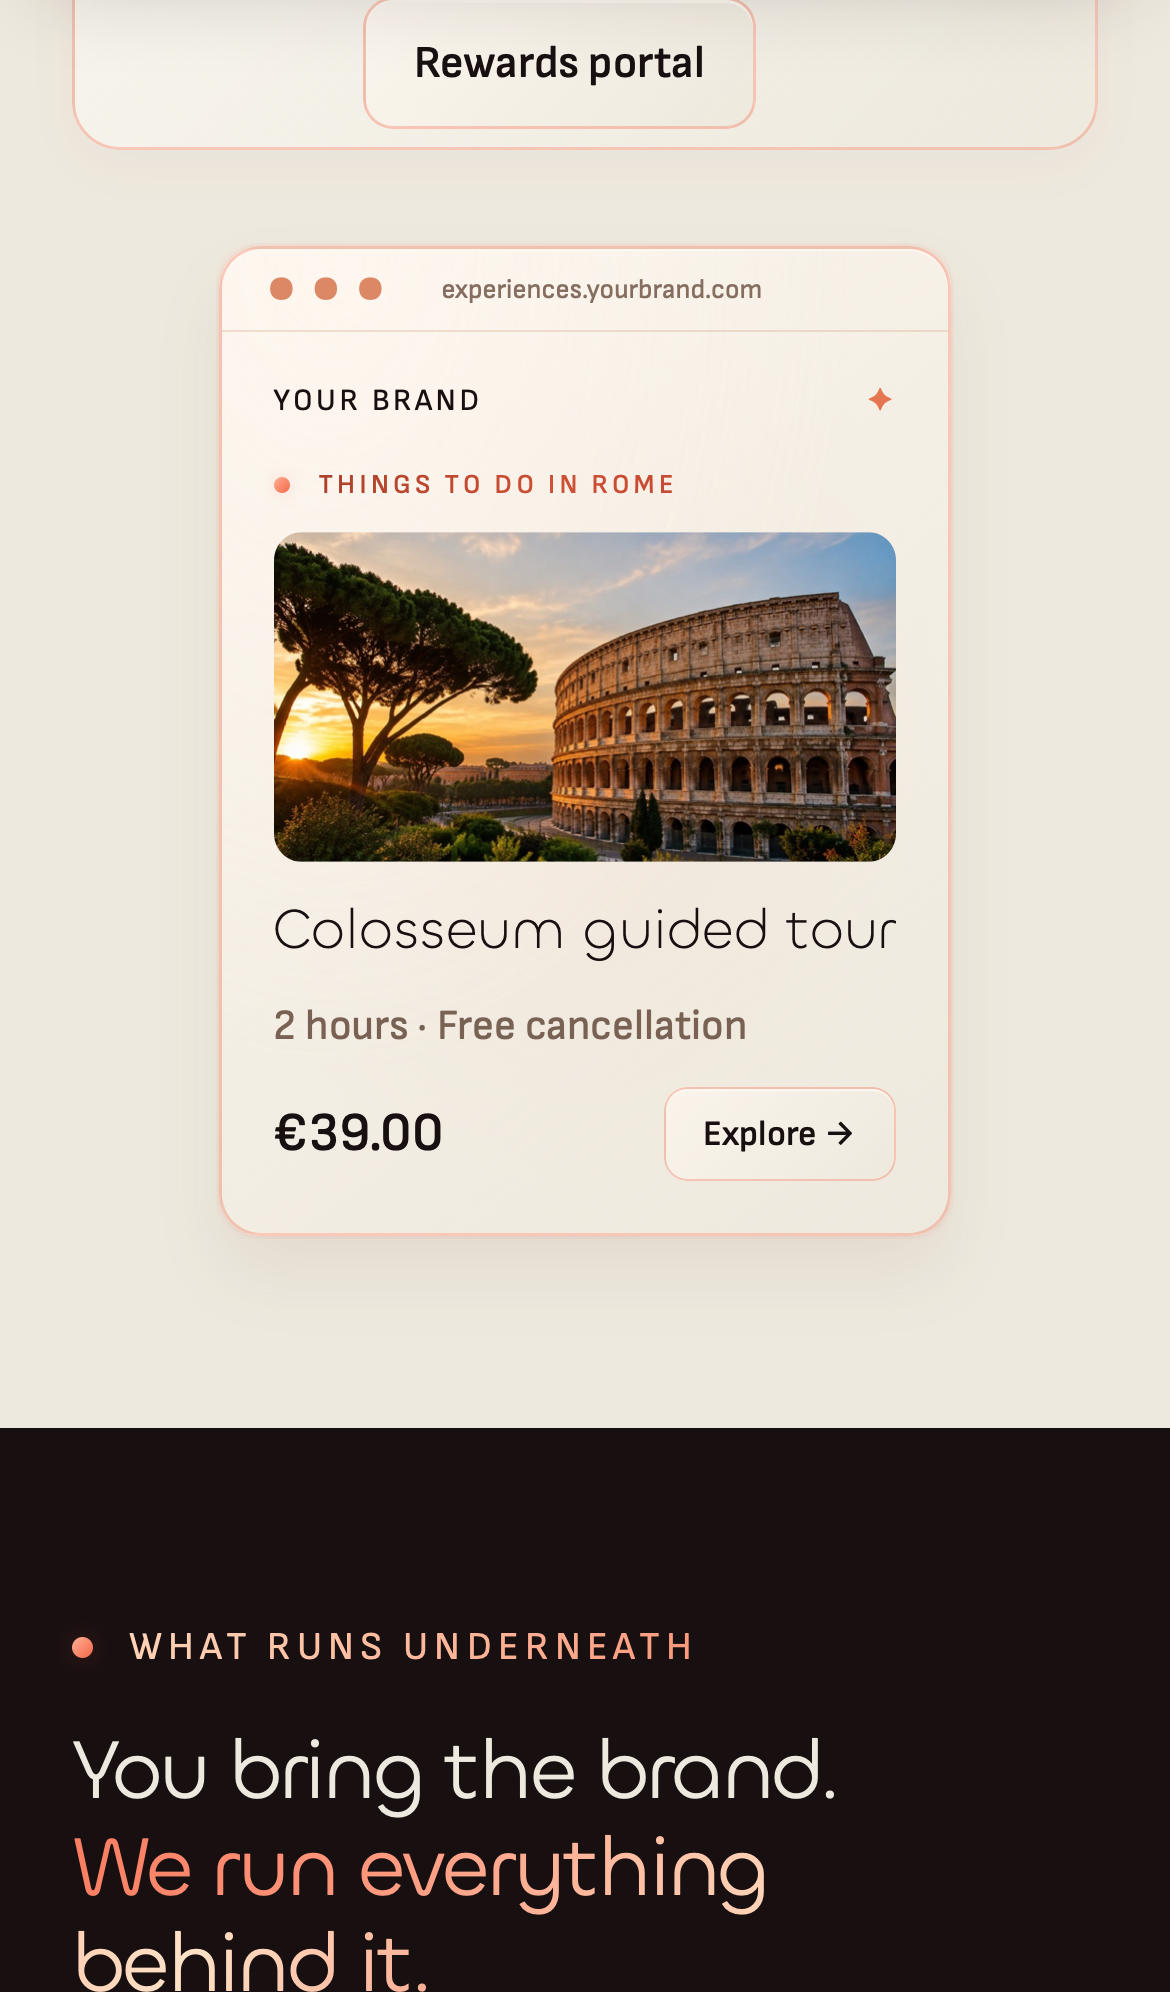 Rewards portal
experiences.yourbrand.com
YOUR BRAND
THINGS TO DO IN ROME
Colosseum guided tour
2 hours · Free cancellation
€39.00
Explore →
WHAT RUNS UNDERNEATH
You bring the brand.
We run everything
behind it.